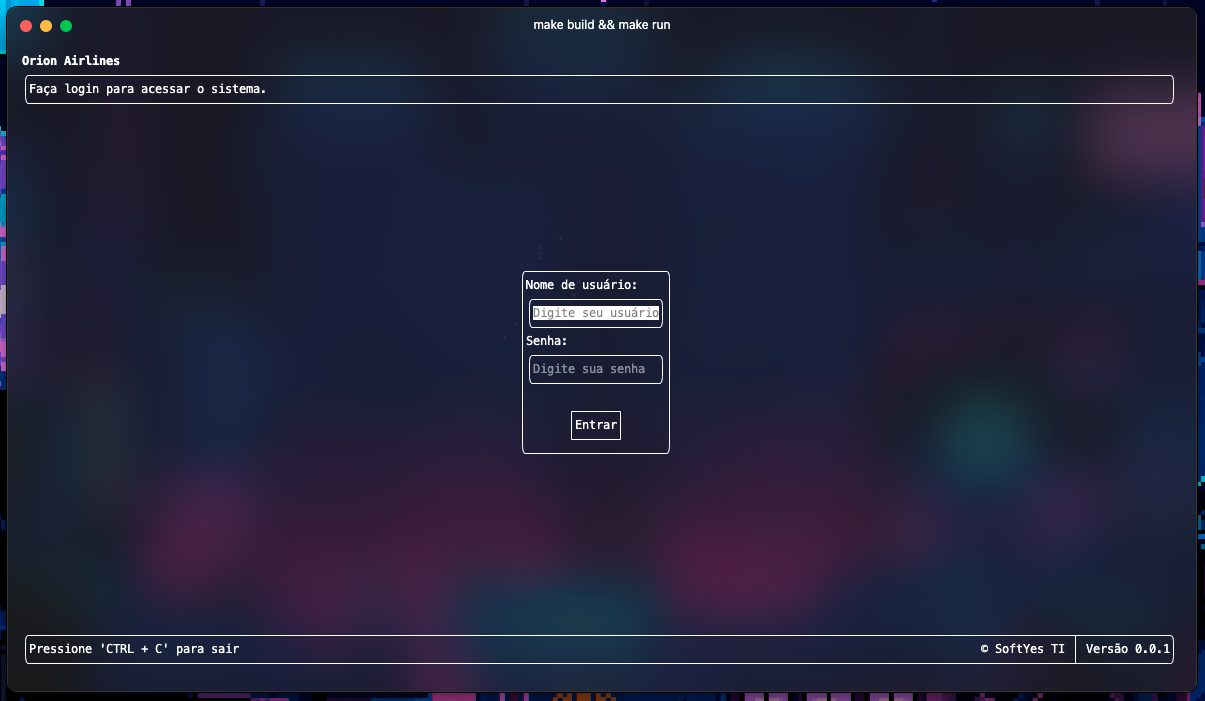 make build && make run
Orion Airlines
Faça login para acessar o sistema.
Nome de usuário:
Digite seu usuário
Senha:
Digite sua senha
Entrar
Pressione 'CTRL + C' para sair
© SoftYes TI
Versão 0.0.1